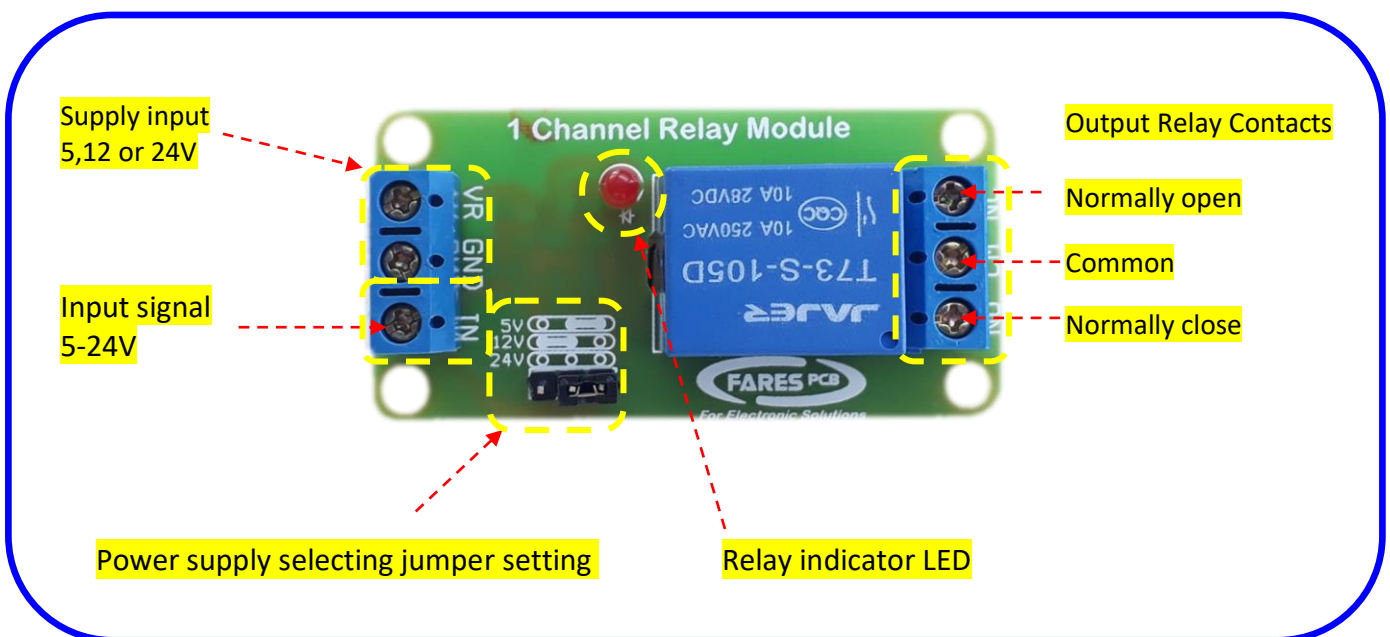 Supply input
5,12 or 24V
Input signal
5-24V
1 Channel Relay Module
VR
GND
IN
5V
12V
24V
10A 28VDC
10A 250VAC
CQC
T73-S-105D
JAJER
FARES PCB
For Electronic Solutions
Output Relay Contacts
Normally open
Common
Normally close
Power supply selecting jumper setting
Relay indicator LED